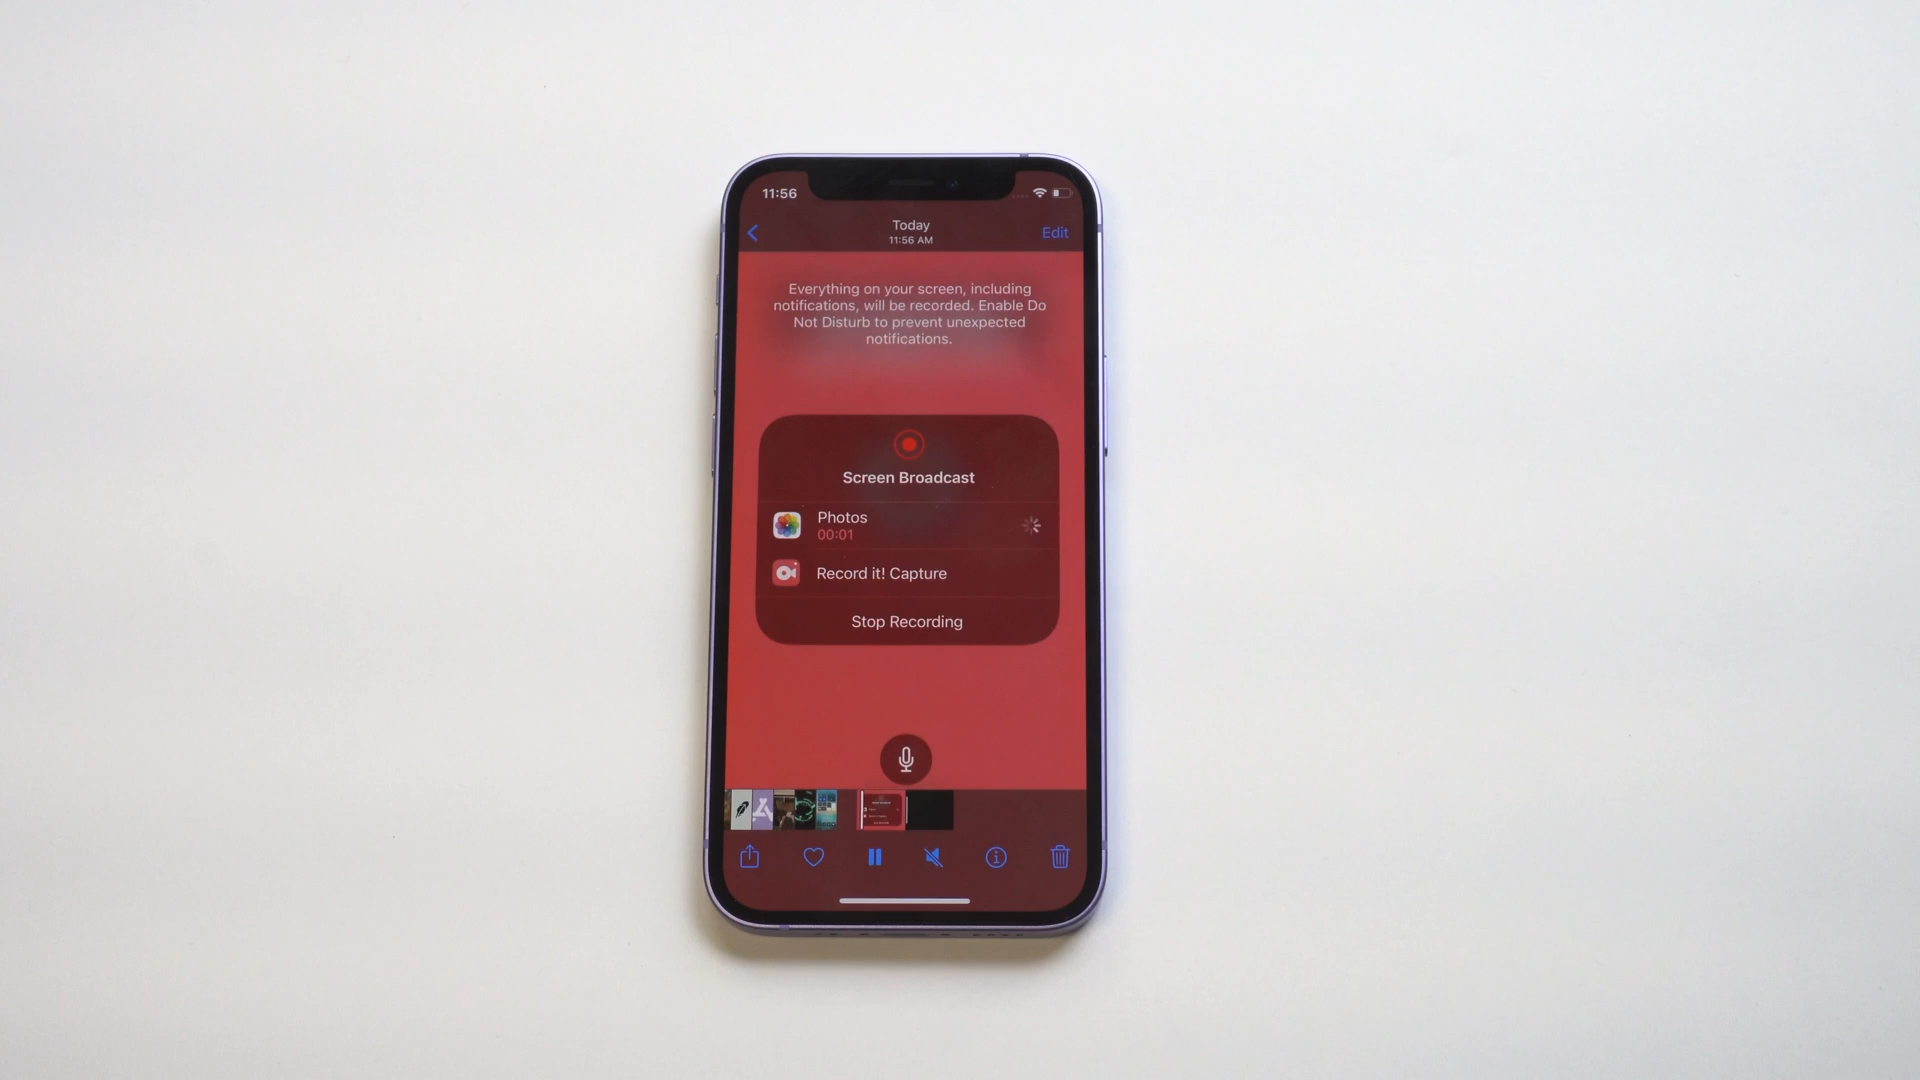 11:56
Today
11:56 AM
Edit
Everything on your screen, including
notifications, will be recorded. Enable Do
Not Disturb to prevent unexpected
notifications.
Screen Broadcast
Photos
00:01
Record it! Capture
Stop Recording